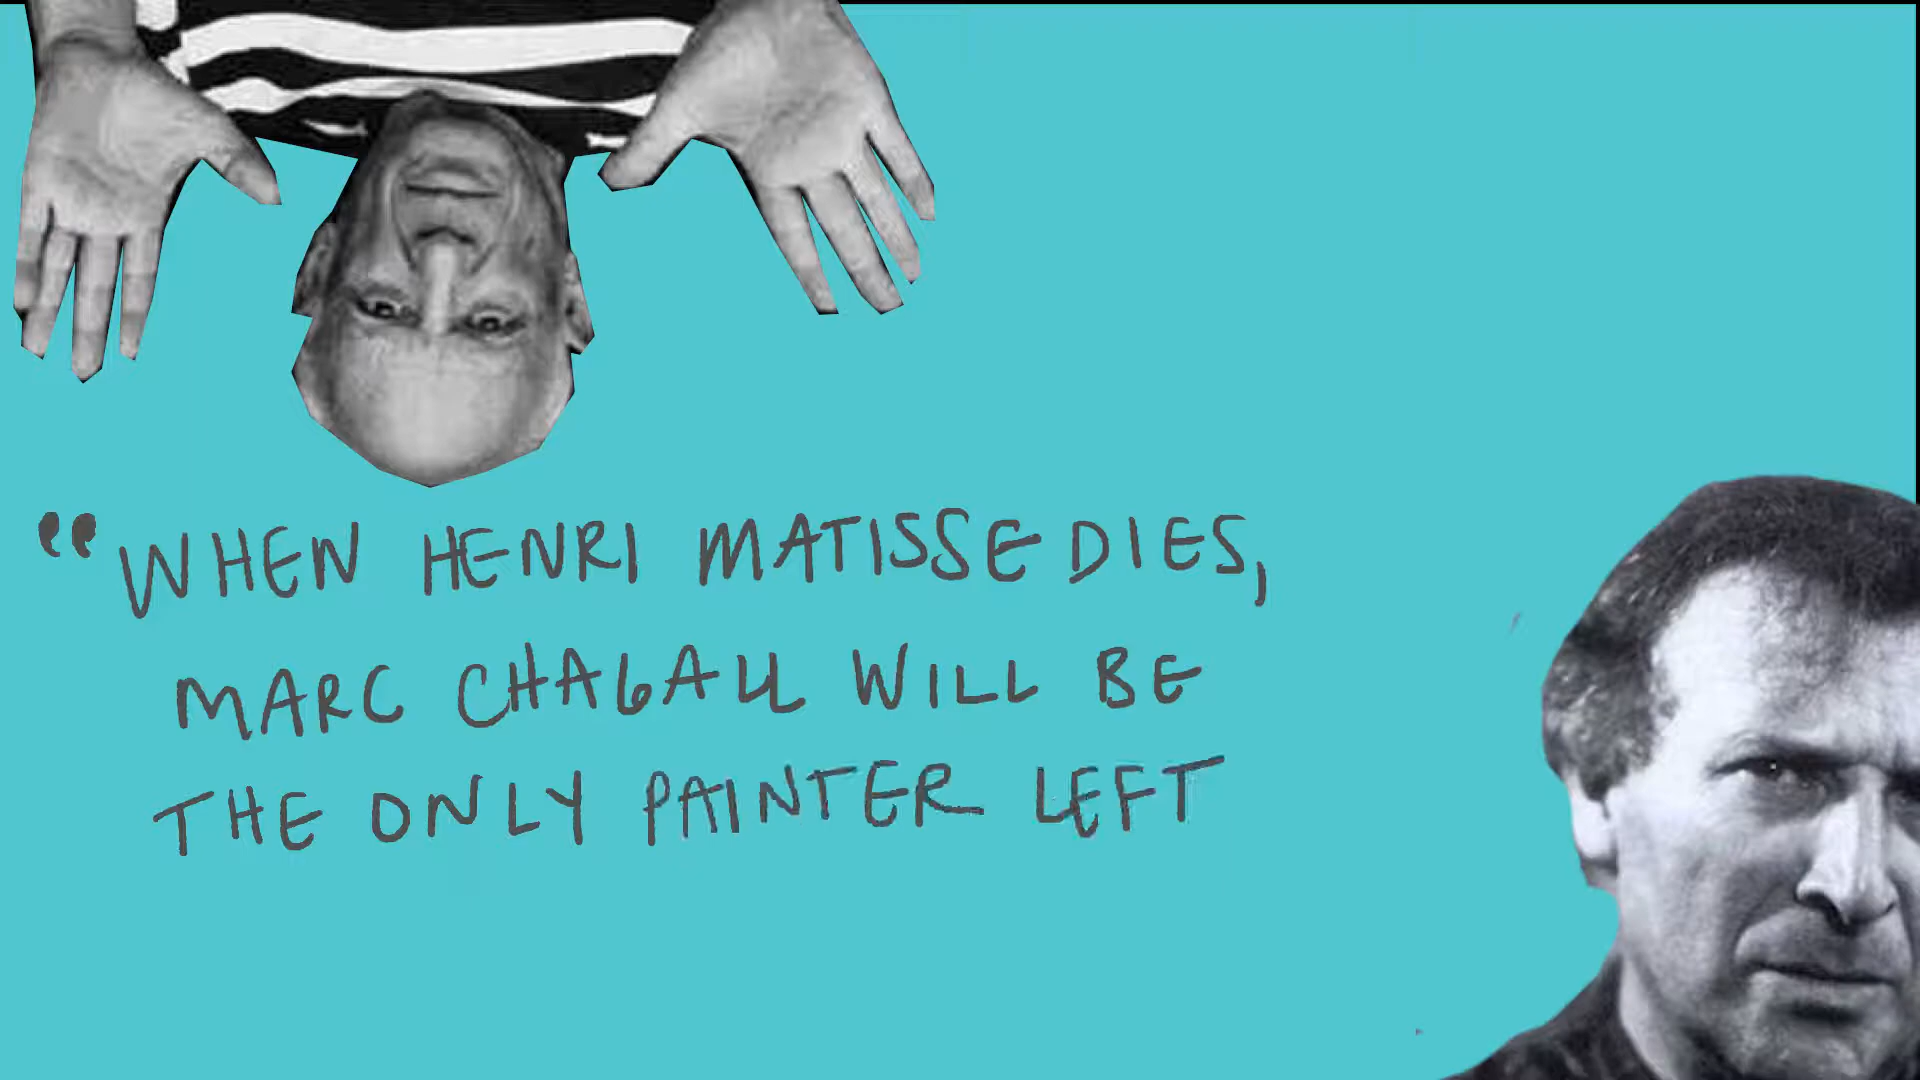 “WHEN HENRI MATISSE DIES,
MARC CHAGALL WILL BE
THE ONLY PAINTER LEFT